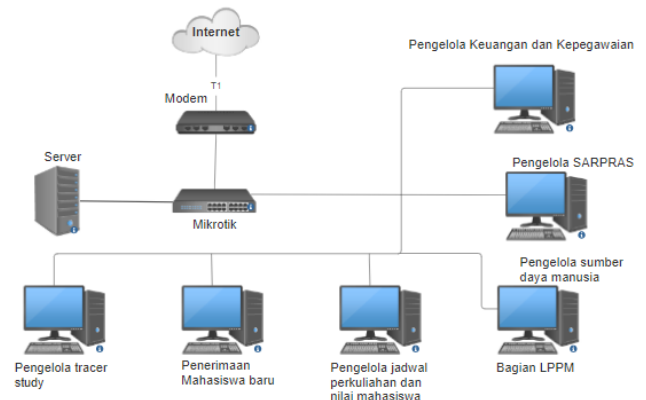 Internet
Pengelola Keuangan dan Kepegawaian
T1
Modem
Server
Pengelola SARPRAS
Mikrotik
Pengelola sumber
daya manusia
Pengelola tracer
study
Penerimaan
Mahasiswa baru
Pengelola jadwal
perkuliahan dan
nilai mahasiswa
Bagian LPPM